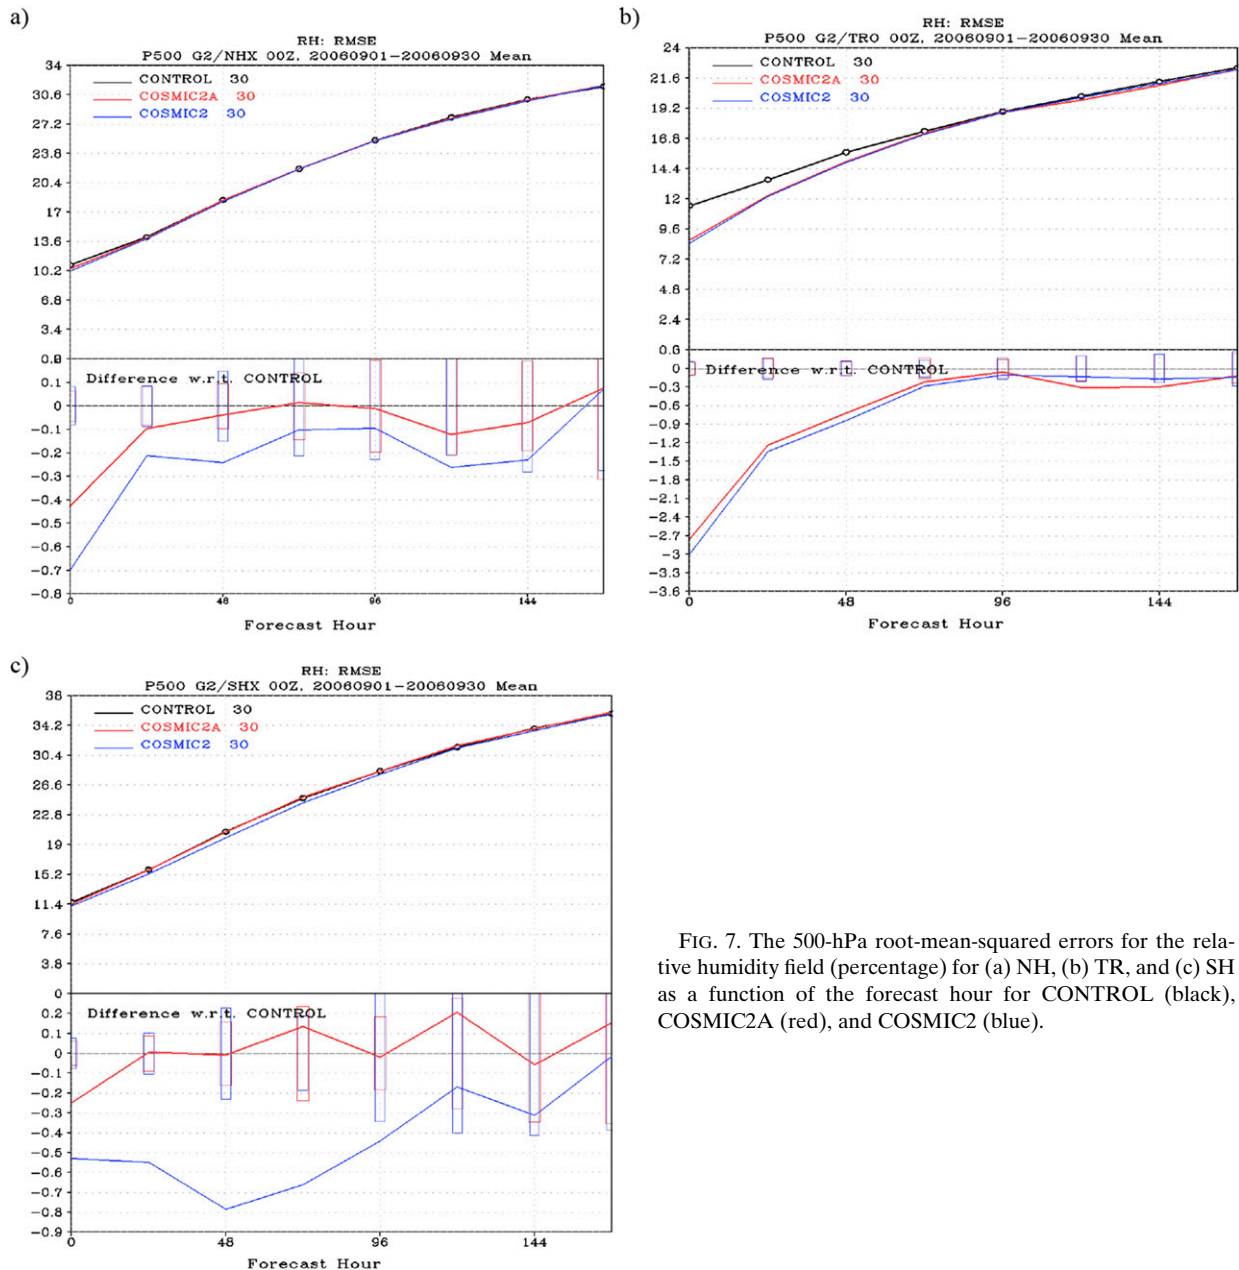 a)
RH: RMSE
P500 G2/NHX 00Z, 20060901-20060930 Mean
34
30.6
27.2
23.8
20.4
17
13.6
10.2
6.8
3.4
CONTROL 30
COSMIC2A 30
COSMIC2 30
Difference w.r.t. CONTROL
0.1
0
-0.1
-0.2
-0.3
-0.4
-0.5
-0.6
-0.7
-0.8
0
48
96
144
Forecast Hour
b)
RH: RMSE
P500 G2/TRO 00Z, 20060901-20060930 Mean
24
21.6
19.2
16.8
14.4
12
9.6
7.2
4.8
2.4
CONTROL 30
COSMIC2A 30
COSMIC2 30
Difference w.r.t. CONTROL
0
-0.3
-0.6
-0.9
-1.2
-1.5
-1.8
-2.1
-2.4
-2.7
-3
-3.3
-3.6
0
48
96
144
Forecast Hour
c)
RH: RMSE
P500 G2/SHX 00Z, 20060901-20060930 Mean
38
34.2
30.4
26.6
22.8
19
15.2
11.4
7.6
3.8
0
CONTROL 30
COSMIC2A 30
COSMIC2 30
Difference w.r.t. CONTROL
0.2
0.1
0
-0.1
-0.2
-0.3
-0.4
-0.5
-0.6
-0.7
-0.8
-0.9
0
48
96
144
Forecast Hour
FIG. 7. The 500-hPa root-mean-squared errors for the rela-
tive humidity field (percentage) for (a) NH, (b) TR, and (c) SH
as a function of the forecast hour for CONTROL (black),
COSMIC2A (red), and COSMIC2 (blue).